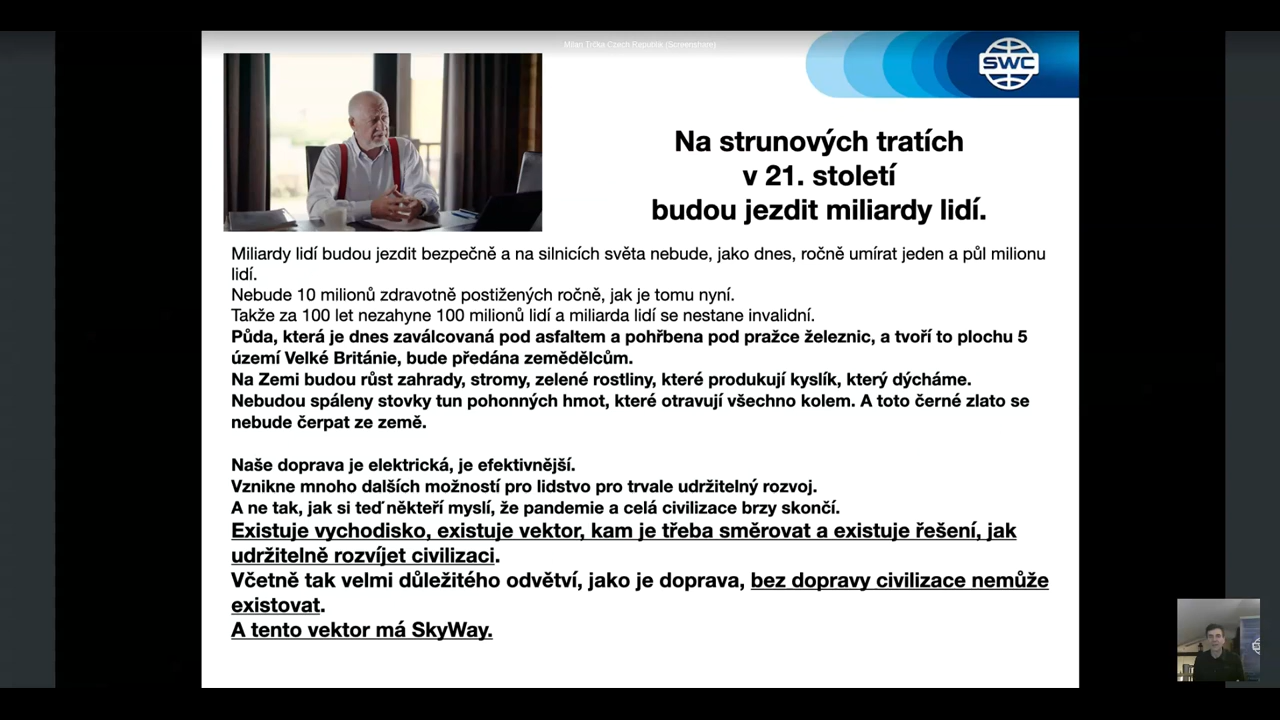 Milan Trčka Czech Republik (Screenshare)
SWC
Na strunových tratích
v 21. století
budou jezdit miliardy lidí.
Miliardy lidí budou jezdit bezpečně a na silnicích světa nebude, jako dnes, ročně umírat jeden a půl milionu
lidí.
Nebude 10 milionů zdravotně postižených ročně, jak je tomu nyní.
Takže za 100 let nezahyne 100 milionů lidí a miliarda lidí se nestane invalidní.
Půda, která je dnes zaválcovaná pod asfaltem a pohřbena pod pražce železnic, a tvoří to plochu 5
území Velké Británie, bude předána zemědělcům.
Na Zemi budou růst zahrady, stromy, zelené rostliny, které produkují kyslík, který dýcháme.
Nebudou spáleny stovky tun pohonných hmot, které otravují všechno kolem. A toto černé zlato se
nebude čerpat ze země.
Naše doprava je elektrická, je efektivnější.
Vznikne mnoho dalších možností pro lidstvo pro trvale udržitelný rozvoj.
A ne tak, jak si teď někteří myslí, že pandemie a celá civilizace brzy skončí.
Existuje vychodisko, existuje vektor, kam je třeba směrovat a existuje řešení, jak
udržitelně rozvíjet civilizaci.
Včetně tak velmi důležitého odvětví, jako je doprava, bez dopravy civilizace nemůže
existovat.
A tento vektor má SkyWay.